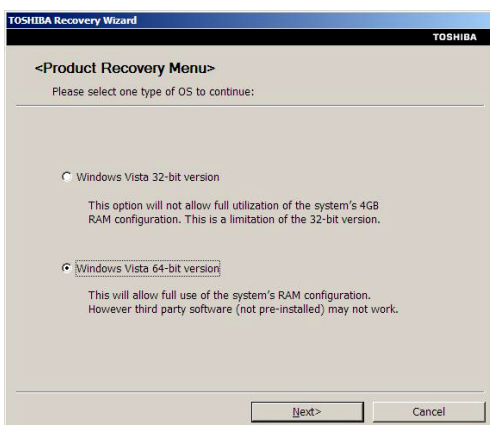 TOSHIBA Recovery Wizard
TOSHIBA
<Product Recovery Menu>
Please select one type of OS to continue:
Windows Vista 32-bit version
This option will not allow full utilization of the system's 4GB
RAM configuration. This is a limitation of the 32-bit version.
Windows Vista 64-bit version
This will allow full use of the system's RAM configuration.
However third party software (not pre-installed) may not work.
Next>
Cancel